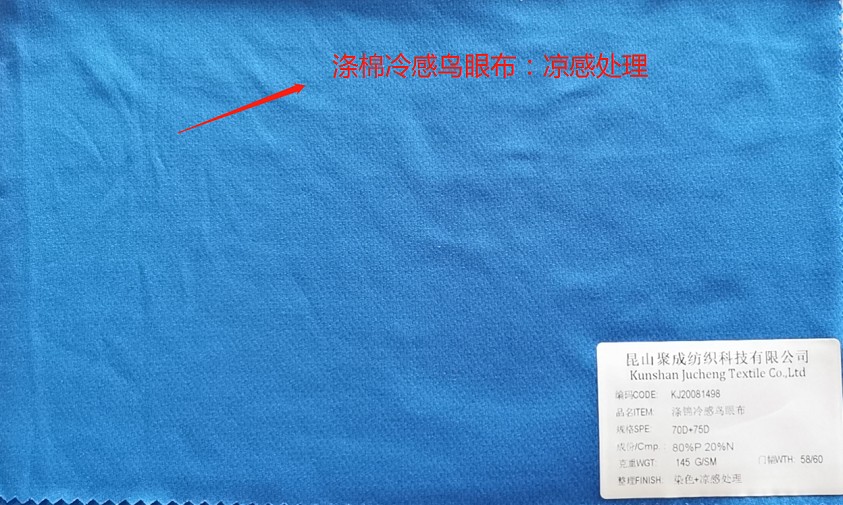 涤棉冷感鸟眼布：凉感处理
昆山聚成纺织科技有限公司
Kunshan Jucheng Textile Co.,Ltd
编码CODE: KJ20081498
品名ITEM: 涤锦冷感鸟眼布
规格SPE: 70D+75D
成份/Cmp.: 80%P 20%N
克重WGT: 145 G/SM 门幅WTH: 58/60
整理FINISH: 染色+凉感处理